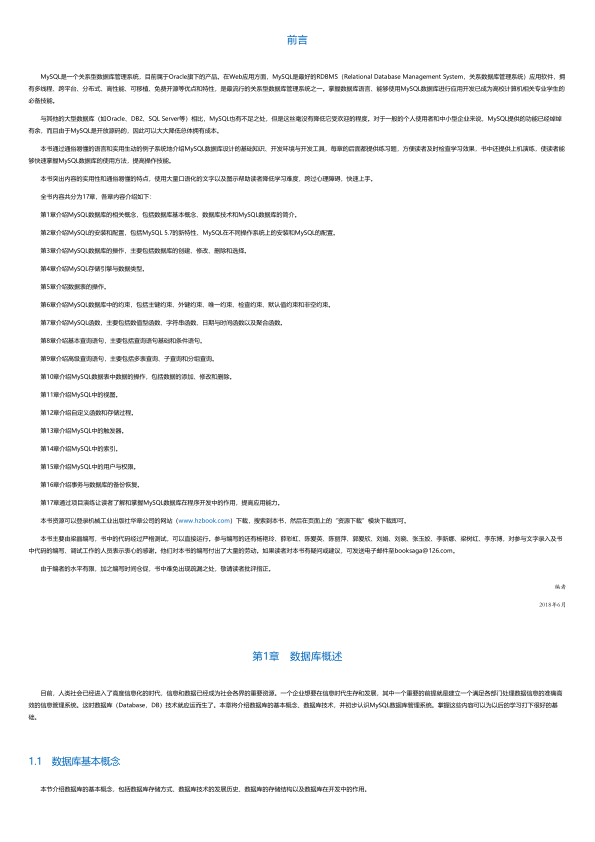 前言
MySQL是一个关系型数据库管理系统，目前属于Oracle旗下的产品。在Web应用方面，MySQL是最好的RDBMS（Relational Database Management System，关系数据库管理系统）应用软件，拥
有多线程、跨平台、分布式、高性能、可移植、免费开源等优点和特性，是最流行的关系型数据库管理系统之一。掌握数据库语言，能够使用MySQL数据库进行应用开发已成为高校计算机相关专业学生的
必备技能。
与其他的大型数据库（如Oracle、DB2、SQL Server等）相比，MySQL也有不足之处，但是这丝毫没有降低它受欢迎的程度。对于一般的个人使用者和中小型企业来说，MySQL提供的功能已经绰绰
有余，而且由于MySQL是开放源码的，因此可以大大降低总体拥有成本。
本书通过通俗易懂的语言和实用生动的例子系统地介绍MySQL数据库设计的基础知识、开发环境与开发工具，每章的后面都提供练习题，方便读者及时检查学习效果，书中还提供上机演练，使读者能
够快速掌握MySQL数据库的使用方法，提高操作技能。
本书突出内容的实用性和通俗易懂的特点，使用大量口语化的文字以及图示帮助读者降低学习难度，跨过心理障碍，快速上手。
全书内容共分为17章，各章内容介绍如下：
第1章介绍MySQL数据库的相关概念，包括数据库基本概念、数据库技术和MySQL数据库的简介。
第2章介绍MySQL的安装和配置，包括MySQL 5.7的新特性，MySQL在不同操作系统上的安装和MySQL的配置。
第3章介绍MySQL数据库的操作，主要包括数据库的创建、修改、删除和选择。
第4章介绍MySQL存储引擎与数据类型。
第5章介绍数据表的操作。
第6章介绍MySQL数据库中的约束，包括主键约束、外键约束、唯一约束、检查约束、默认值约束和非空约束。
第7章介绍MySQL函数，主要包括数值型函数、字符串函数、日期与时间函数以及聚合函数。
第8章介绍基本查询语句，主要包括查询语句基础和条件语句。
第9章介绍高级查询语句，主要包括多表查询、子查询和分组查询。
第10章介绍MySQL数据表中数据的操作，包括数据的添加、修改和删除。
第11章介绍MySQL中的视图。
第12章介绍自定义函数和存储过程。
第13章介绍MySQL中的触发器。
第14章介绍MySQL中的索引。
第15章介绍MySQL中的用户与权限。
第16章介绍事务与数据库的备份恢复。
第17章通过项目演练让读者了解和掌握MySQL数据库在程序开发中的作用，提高应用能力。
本书资源可以登录机械工业出版社华章公司的网站（www.hzbook.com）下载，搜索到本书，然后在页面上的“资源下载”模块下载即可。
本书主要由梁器编写，书中的代码经过严格测试，可以直接运行。参与编写的还有杨艳玲、薛彩虹、陈爱英、陈丽萍、郭爱欣、刘娟、刘晓、张玉姣、李新娜、梁树红、李东博，对参与文字录入及书
中代码的编写、调试工作的人员表示衷心的感谢。他们对本书的编写付出了大量的劳动。如果读者对本书有疑问或建议，可发送电子邮件至booksaga@126.com。
由于编者的水平有限，加之编写时间仓促，书中难免出现疏漏之处，敬请读者批评指正。
编者
2018年6月
第1章 数据库概述
目前，人类社会已经进入了高度信息化的时代，信息和数据已经成为社会各界的重要资源。一个企业想要在信息时代生存和发展，其中一个重要的前提就是建立一个满足各部门处理数据信息的准确高
效的信息管理系统。这时数据库（Database，DB）技术就应运而生了。本章将介绍数据库的基本概念、数据库技术，并初步认识MySQL数据库管理系统。掌握这些内容可以为以后的学习打下很好的基
础。
1.1 数据库基本概念
本节介绍数据库的基本概念，包括数据库存储方式、数据库技术的发展历史、数据库的存储结构以及数据库在开发中的作用。